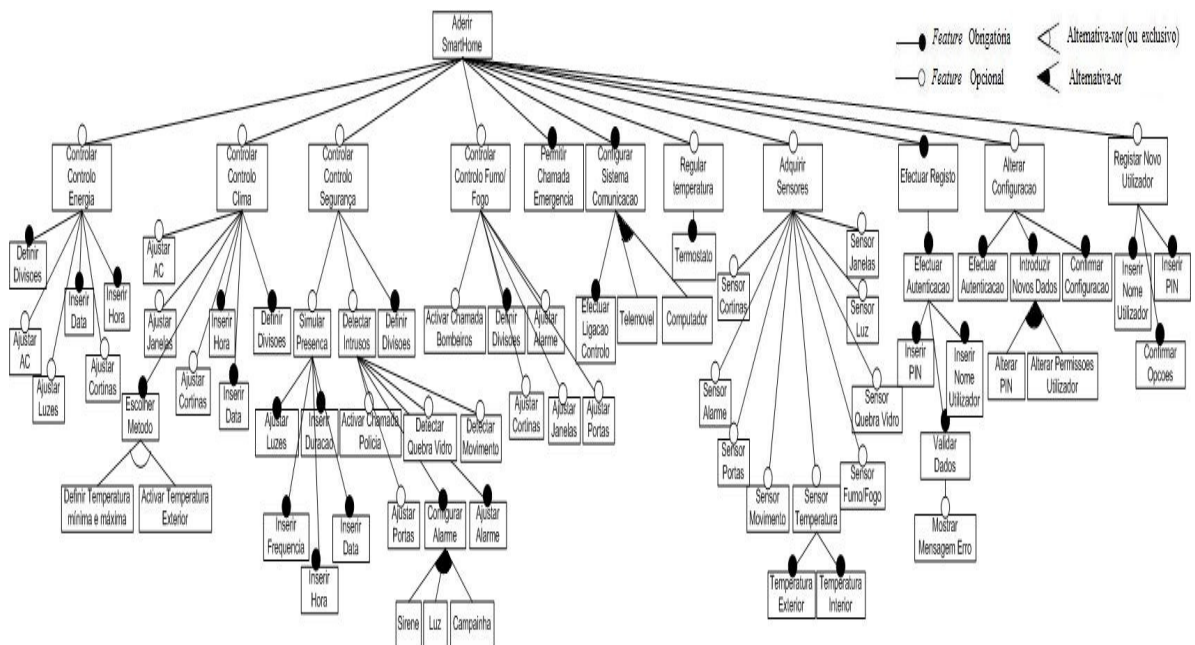 Aderir
SmartHome
Feature Obrigatória
Alternativa-xor (ou exclusivo)
Feature Opcional
Alternativa-or
Controlar
Controlo
Energia
Controlar
Controlo
Clima
Controlar
Controlo
Segurança
Controlar
Controlo Fumo/
Fogo
Permitir
Chamada
Emergencia
Configurar
Sistema
Comunicacao
Regular
temperatura
Adquirir
Sensores
Efectuar Registo
Alterar
Configuracao
Registar Novo
Utilizador
Definir
Divisoes
Ajustar
AC
Ajustar
Luzes
Inserir
Data
Ajustar
Cortinas
Inserir
Hora
Escolher
Metodo
Definir Temperatura
mínima e máxima
Activar Temperatura
Exterior
Ajustar
AC
Ajustar
Janelas
Ajustar
Cortinas
Inserir
Hora
Inserir
Data
Definir
Divisoes
Simular
Presenca
Detectar
Intrusos
Definir
Divisoes
Ajustar
Luzes
Inserir
Duracao
Inserir
Frequencia
Inserir
Hora
Inserir
Data
Activar Chamada
Policia
Detectar
Quebra Vidro
Detectar
Movimento
Ajustar
Portas
Configurar
Alarme
Ajustar
Alarme
Sirene
Luz
Campainha
Activar Chamada
Bombeiros
Definir
Divisoes
Ajustar
Alarme
Ajustar
Cortinas
Ajustar
Janelas
Ajustar
Portas
Efectuar
Ligacao
Controlo
Telemovel
Computador
Termostato
Sensor
Cortinas
Sensor
Alarme
Sensor
Portas
Sensor
Movimento
Sensor
Temperatura
Temperatura
Exterior
Temperatura
Interior
Sensor
Fumo/Fogo
Sensor
Quebra Vidro
Sensor
Luz
Sensor
Janelas
Efectuar
Autenticacao
Inserir
PIN
Inserir
Nome
Utilizador
Validar
Dados
Mostrar
Mensagem Erro
Efectuar
Autenticacao
Introduzir
Novos Dados
Confirmar
Configuracao
Alterar
PIN
Alterar Permissoes
Utilizador
Inserir
Nome
Utilizador
Inserir
PIN
Confirmar
Opcoes